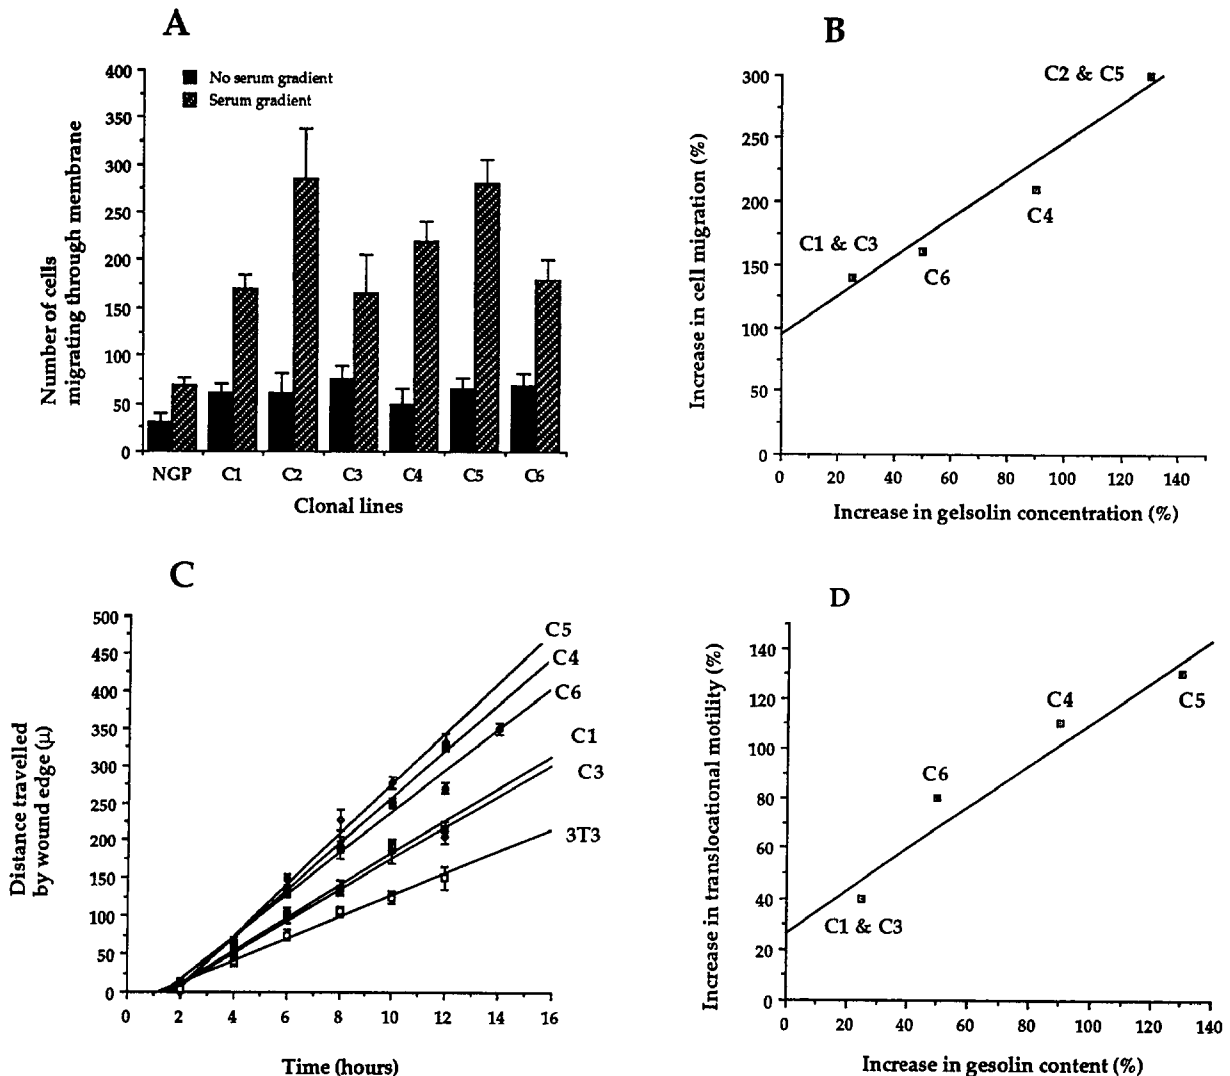 A
400
350
300
250
200
150
100
50
0
No serum gradient
Serum gradient
Number of cells
migrating through membrane
NGP C1 C2 C3 C4 C5 C6
Clonal lines
B
300
250
200
150
100
50
0
C2 & C5
C4
C1 & C3
C6
Increase in cell migration (%)
0 20 40 60 80 100 120 140
Increase in gelsolin concentration (%)
C
500
450
400
350
300
250
200
150
100
50
0
C5
C4
C6
C1
C3
3T3
Distance travelled
by wound edge (μ)
0 2 4 6 8 10 12 14 16
Time (hours)
D
140
120
100
80
60
40
20
0
C4
C5
C6
C1 & C3
Increase in translocational motility (%)
0 20 40 60 80 100 120 140
Increase in gesolin content (%)